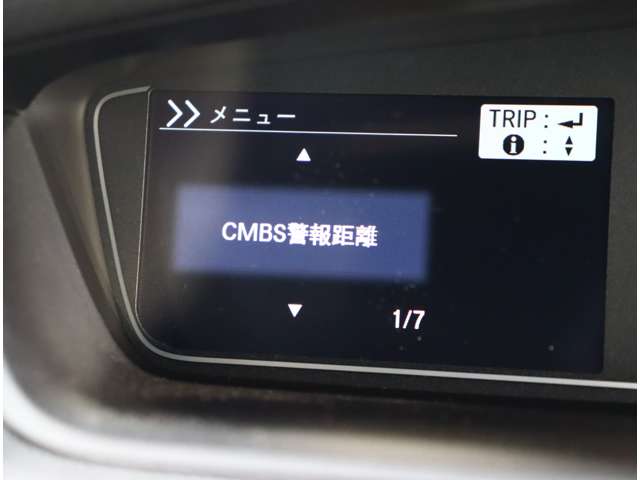 >> メニュー
TRIP : ↵
i : ▲▼
▲
CMBS警報距離
▼
1/7